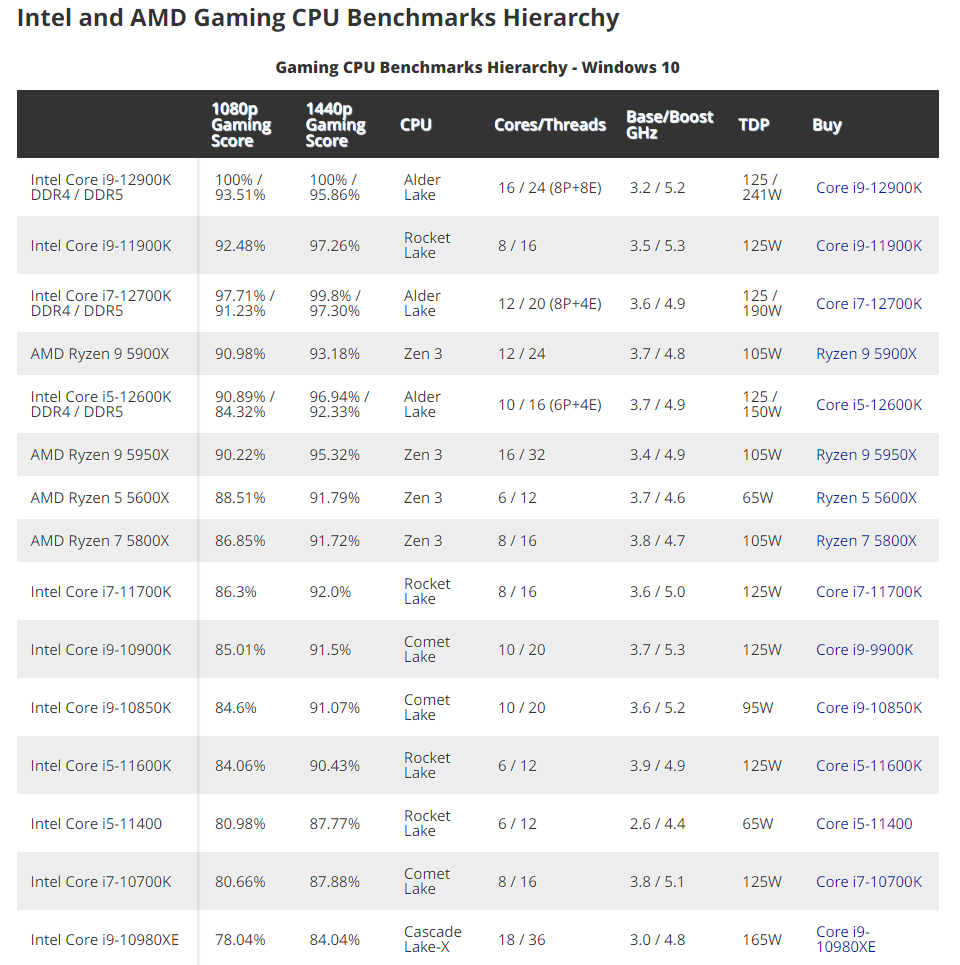 Intel and AMD Gaming CPU Benchmarks Hierarchy
Gaming CPU Benchmarks Hierarchy - Windows 10
1080p Gaming Score 1440p Gaming Score CPU Cores/Threads Base/Boost GHz TDP Buy
Intel Core i9-12900K DDR4 / DDR5 100% / 93.51% 100% / 95.86% Alder Lake 16 / 24 (8P+8E) 3.2 / 5.2 125 / 241W Core i9-12900K
Intel Core i9-11900K 92.48% 97.26% Rocket Lake 8 / 16 3.5 / 5.3 125W Core i9-11900K
Intel Core i7-12700K DDR4 / DDR5 97.71% / 91.23% 99.8% / 97.30% Alder Lake 12 / 20 (8P+4E) 3.6 / 4.9 125 / 190W Core i7-12700K
AMD Ryzen 9 5900X 90.98% 93.18% Zen 3 12 / 24 3.7 / 4.8 105W Ryzen 9 5900X
Intel Core i5-12600K DDR4 / DDR5 90.89% / 84.32% 96.94% / 92.33% Alder Lake 10 / 16 (6P+4E) 3.7 / 4.9 125 / 150W Core i5-12600K
AMD Ryzen 9 5950X 90.22% 95.32% Zen 3 16 / 32 3.4 / 4.9 105W Ryzen 9 5950X
AMD Ryzen 5 5600X 88.51% 91.79% Zen 3 6 / 12 3.7 / 4.6 65W Ryzen 5 5600X
AMD Ryzen 7 5800X 86.85% 91.72% Zen 3 8 / 16 3.8 / 4.7 105W Ryzen 7 5800X
Intel Core i7-11700K 86.3% 92.0% Rocket Lake 8 / 16 3.6 / 5.0 125W Core i7-11700K
Intel Core i9-10900K 85.01% 91.5% Comet Lake 10 / 20 3.7 / 5.3 125W Core i9-9900K
Intel Core i9-10850K 84.6% 91.07% Comet Lake 10 / 20 3.6 / 5.2 95W Core i9-10850K
Intel Core i5-11600K 84.06% 90.43% Rocket Lake 6 / 12 3.9 / 4.9 125W Core i5-11600K
Intel Core i5-11400 80.98% 87.77% Rocket Lake 6 / 12 2.6 / 4.4 65W Core i5-11400
Intel Core i7-10700K 80.66% 87.88% Comet Lake 8 / 16 3.8 / 5.1 125W Core i7-10700K
Intel Core i9-10980XE 78.04% 84.04% Cascade Lake-X 18 / 36 3.0 / 4.8 165W Core i9-10980XE